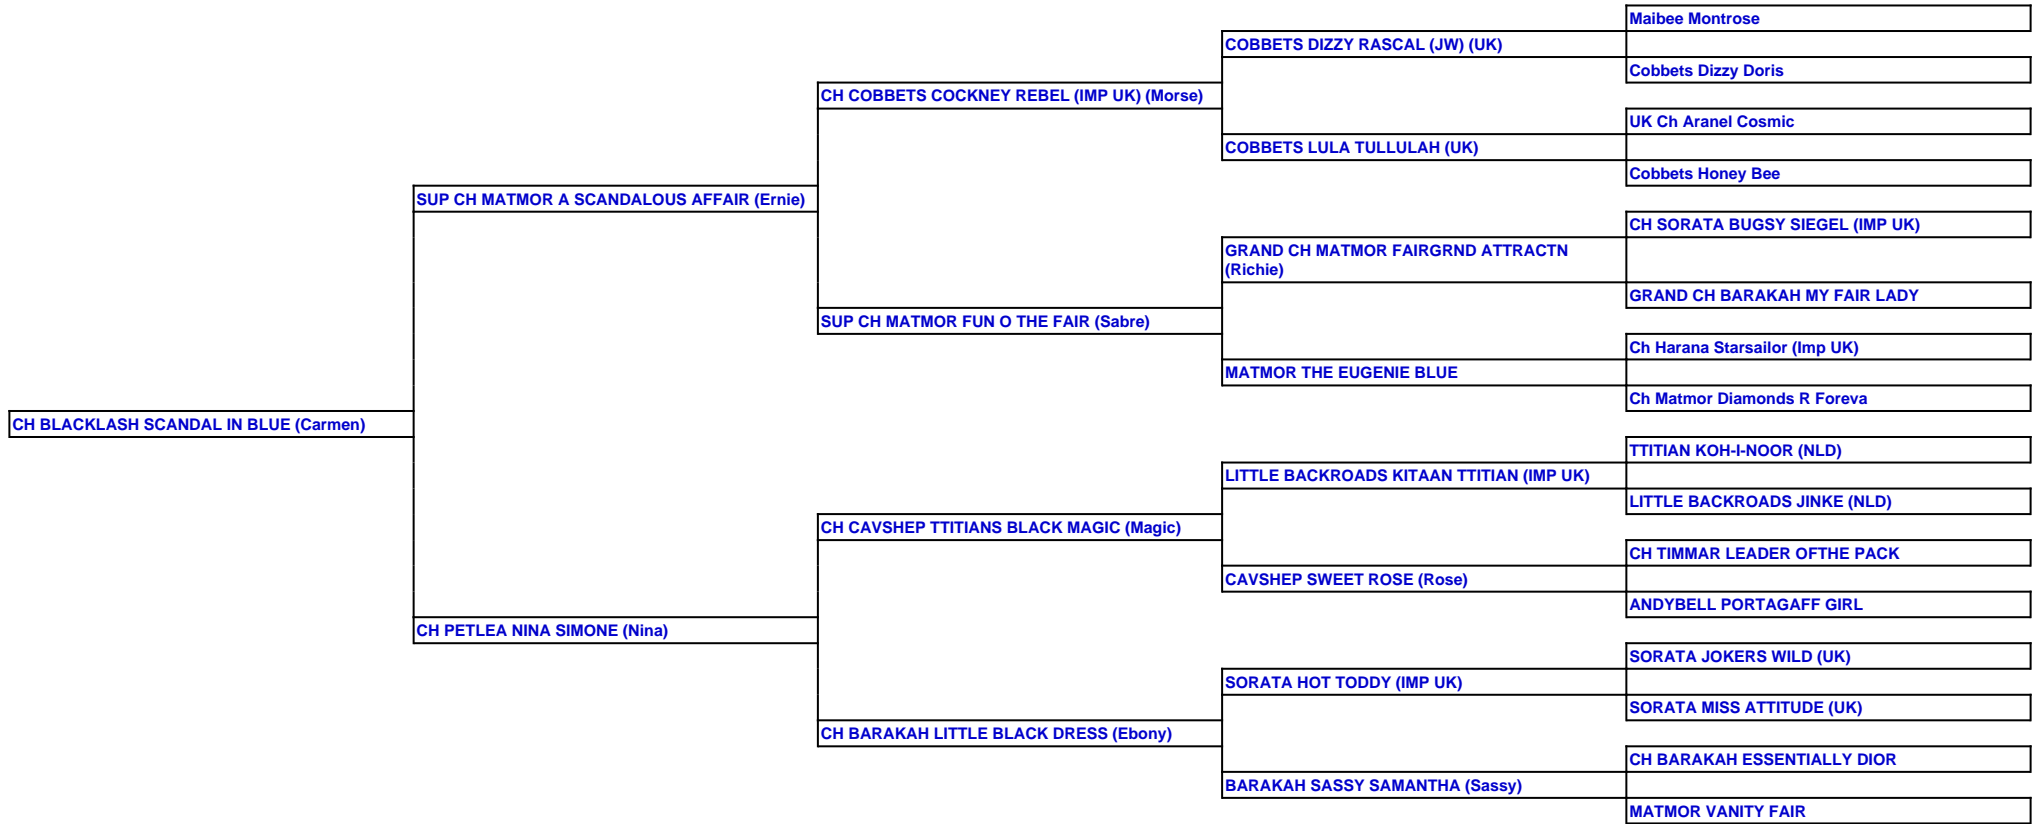 Maibee Montrose
COBBETS DIZZY RASCAL (JW) (UK)
Cobbets Dizzy Doris
CH COBBETS COCKNEY REBEL (IMP UK) (Morse)
UK Ch Aranel Cosmic
COBBETS LULA TULLULAH (UK)
Cobbets Honey Bee
SUP CH MATMOR A SCANDALOUS AFFAIR (Ernie)
CH SORATA BUGSY SIEGEL (IMP UK)
GRAND CH MATMOR FAIRGRND ATTRACTN
(Richie)
GRAND CH BARAKAH MY FAIR LADY
SUP CH MATMOR FUN O THE FAIR (Sabre)
Ch Harana Starsailor (Imp UK)
MATMOR THE EUGENIE BLUE
Ch Matmor Diamonds R Foreva
CH BLACKLASH SCANDAL IN BLUE (Carmen)
TTITIAN KOH-I-NOOR (NLD)
LITTLE BACKROADS KITAAN TTITIAN (IMP UK)
LITTLE BACKROADS JINKE (NLD)
CH CAVSHEP TTITIANS BLACK MAGIC (Magic)
CH TIMMAR LEADER OFTHE PACK
CAVSHEP SWEET ROSE (Rose)
ANDYBELL PORTAGAFF GIRL
CH PETLEA NINA SIMONE (Nina)
SORATA JOKERS WILD (UK)
SORATA HOT TODDY (IMP UK)
SORATA MISS ATTITUDE (UK)
CH BARAKAH LITTLE BLACK DRESS (Ebony)
CH BARAKAH ESSENTIALLY DIOR
BARAKAH SASSY SAMANTHA (Sassy)
MATMOR VANITY FAIR